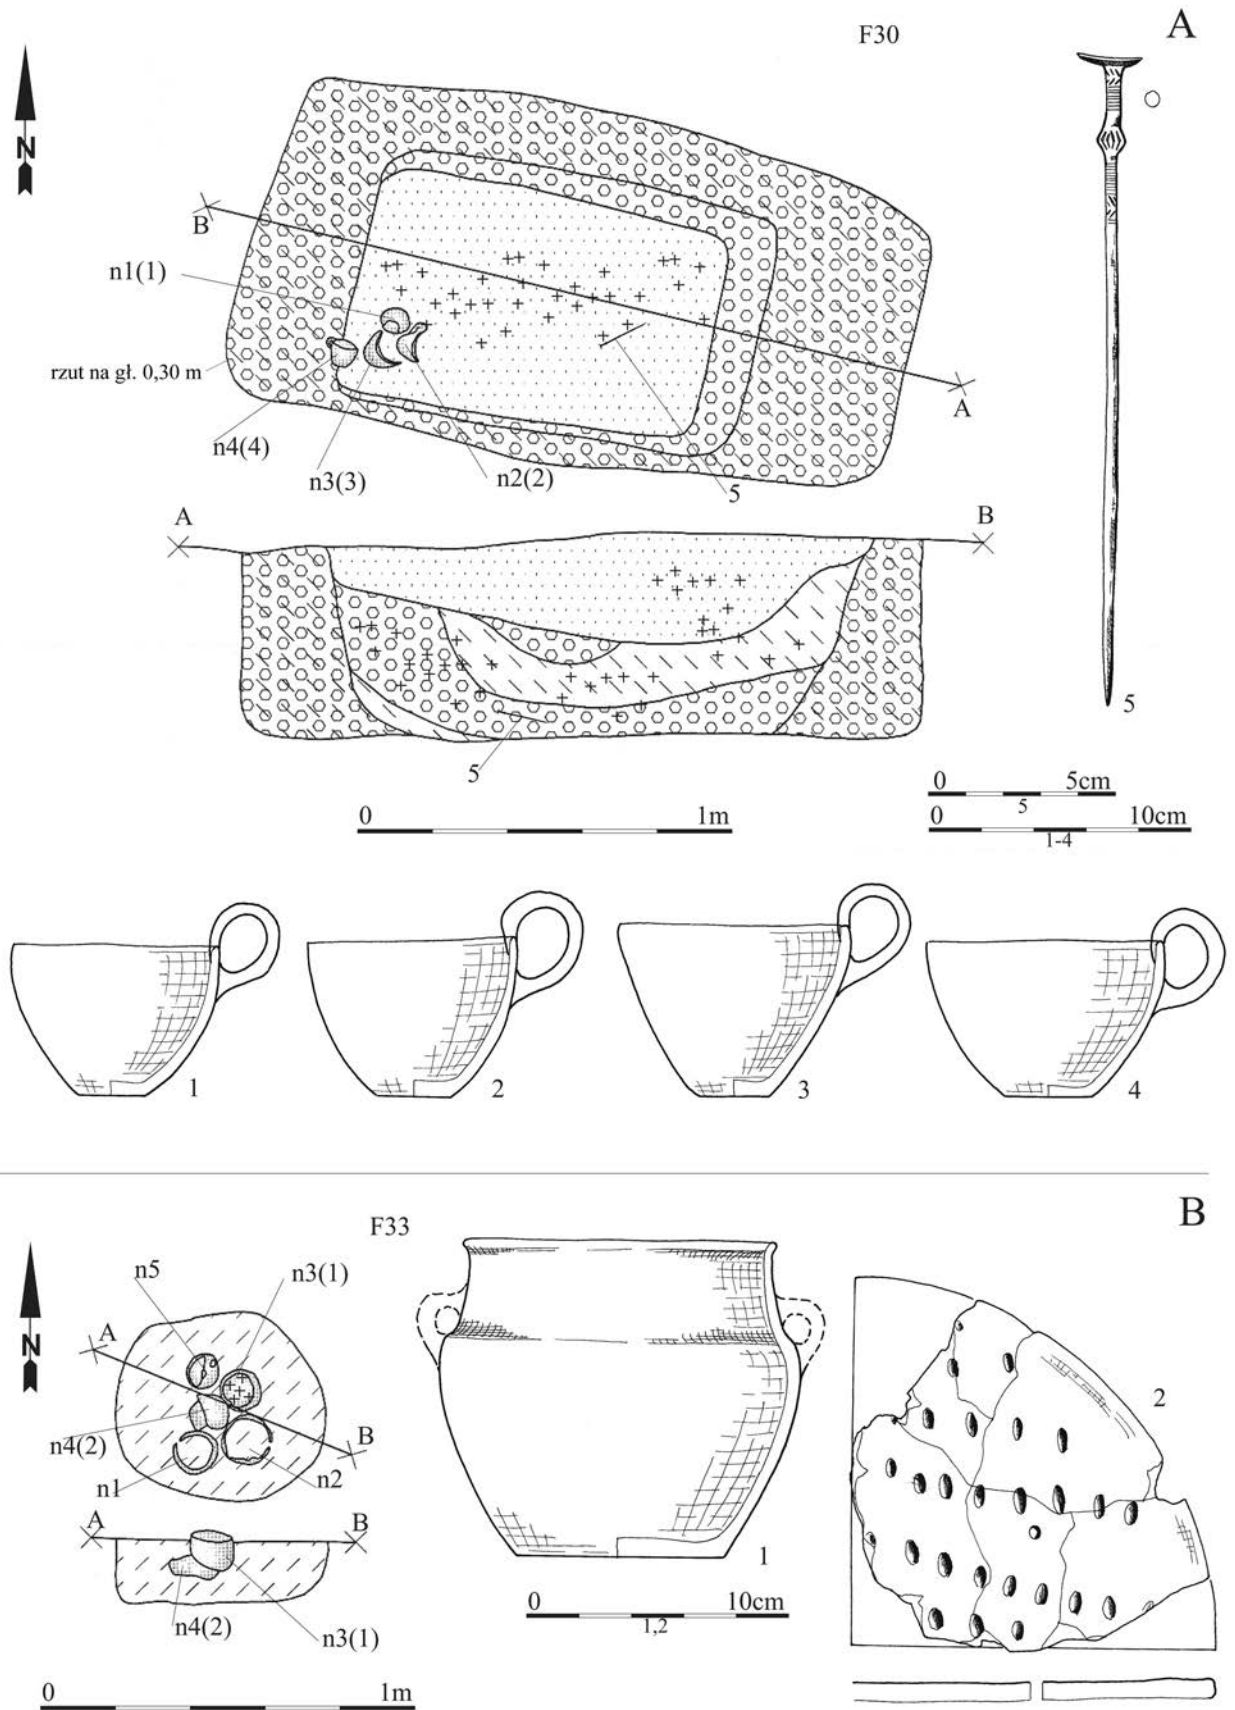 A
F30
N
B
n1(1)
rzut na gł. 0,30 m
A
n4(4)
n3(3)
n2(2)
5
A
B
5
5
0 1m
0 5cm
5
0 10cm
1-4
1
2
3
4
B
F33
N
n5
n3(1)
A
n4(2)
B
n1
n2
A
B
n4(2)
n3(1)
0 1m
1
0 10cm
1,2
2